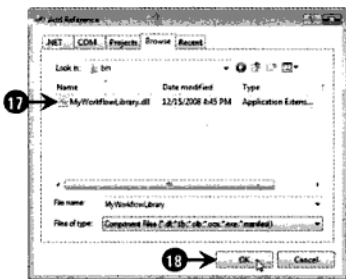 Add Reference
.NET COM Projects Browse Recent
Look in: bin
Name Date modified Type
17 MyWorkflowLibrary.dll 12/15/2008 4:45 PM Application Extens...
File name: MyWorkflowLibrary
Files of type: Component Files (*.dll;*.tlb;*.olb;*.ocx;*.exe;*.manifest)
18 OK Cancel